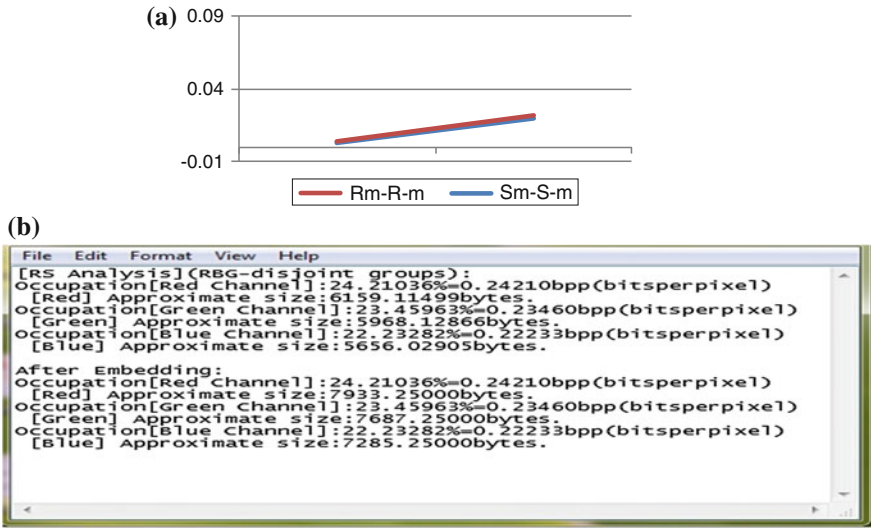 (a)
0.09
0.04
-0.01
Rm-R-m Sm-S-m
(b)
File Edit Format View Help
[RS Analysis](RBG-disjoint groups):
Occupation[Red Channel]:24.21036%=0.24210bpp(bitsperpixel)
[Red] Approximate size:6159.11499bytes.
Occupation[Green Channel]:23.45963%=0.23460bpp(bitsperpixel)
[Green] Approximate size:5968.12866bytes.
Occupation[Blue Channel]:22.23282%=0.22233bpp(bitsperpixel)
[Blue] Approximate size:5656.02905bytes.
After Embedding:
Occupation[Red Channel]:24.21036%=0.24210bpp(bitsperpixel)
[Red] Approximate size:7933.25000bytes.
Occupation[Green Channel]:23.45963%=0.23460bpp(bitsperpixel)
[Green] Approximate size:7687.25000bytes.
Occupation[Blue Channel]:22.23282%=0.22233bpp(bitsperpixel)
[Blue] Approximate size:7285.25000bytes.